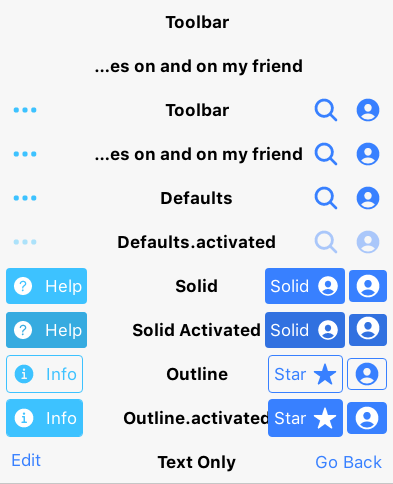 Toolbar
...es on and on my friend
Toolbar
...es on and on my friend
Defaults
Defaults.activated
Help Solid Solid
Help Solid Activated Solid
Info Outline Star
Info Outline.activated Star
Edit Text Only Go Back